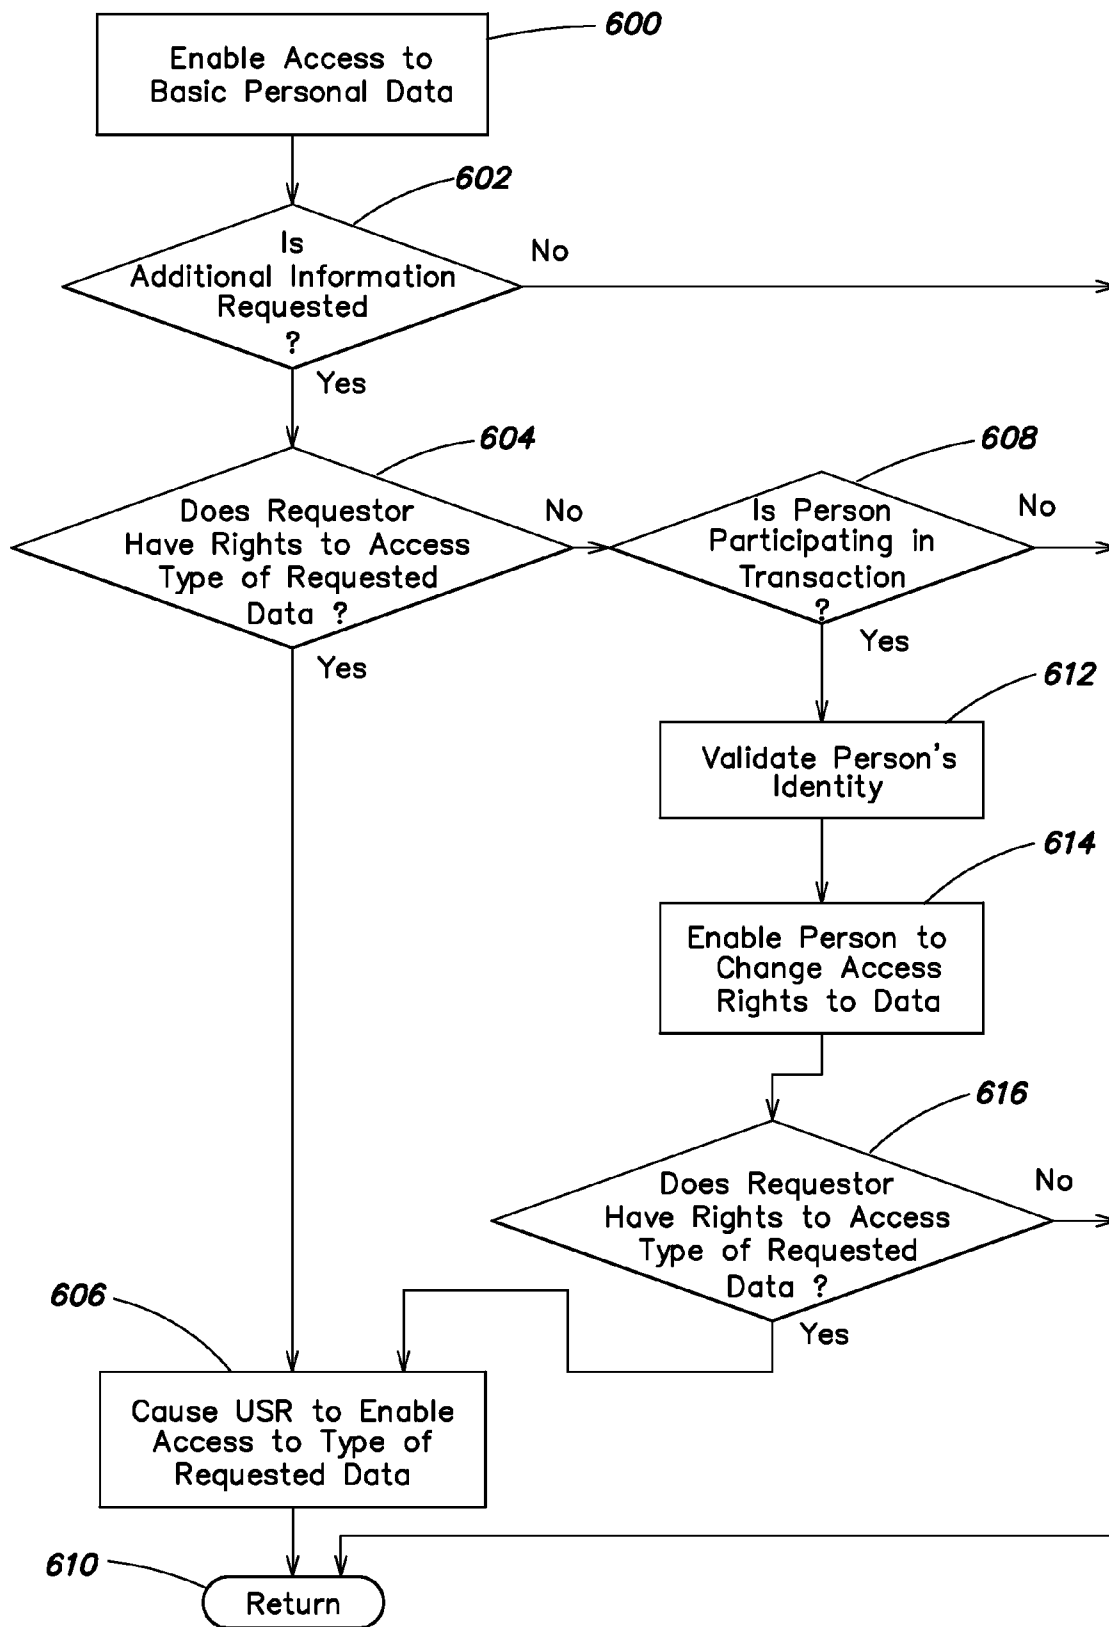 600
Enable Access to
Basic Personal Data
602
Is
Additional Information
Requested
?
No
Yes
604
Does Requestor
Have Rights to Access
Type of Requested
Data ?
No
Yes
608
Is Person
Participating in
Transaction
?
No
Yes
612
Validate Person's
Identity
614
Enable Person to
Change Access
Rights to Data
616
Does Requestor
Have Rights to Access
Type of Requested
Data ?
No
Yes
606
Cause USR to Enable
Access to Type of
Requested Data
610
Return